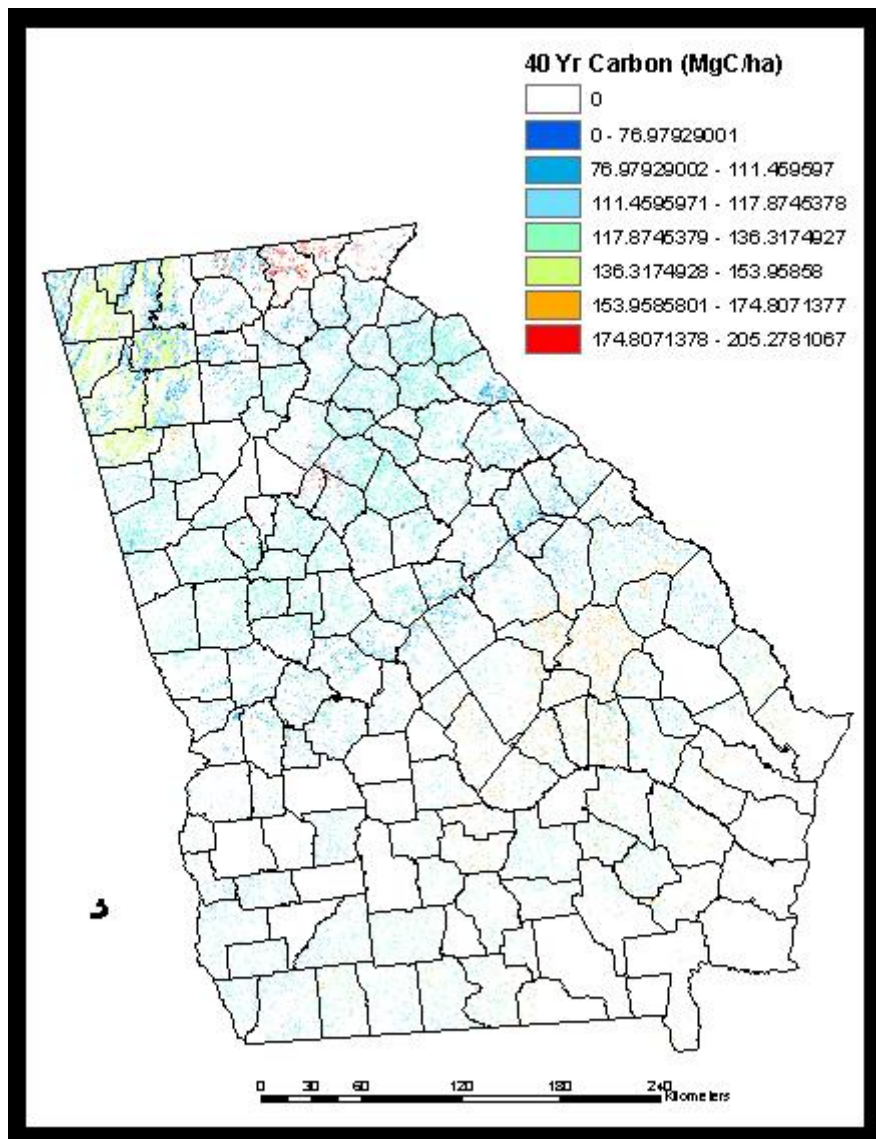 40 Yr Carbon (MgC/ha)
0
0 - 76.97929001
76.97929002 - 111.459597
111.4595971 - 117.8745378
117.8745379 - 136.3174927
136.3174928 - 153.95858
153.9585801 - 174.8071377
174.8071378 - 205.2781067
0 30 60 120 180 240
Kilometers